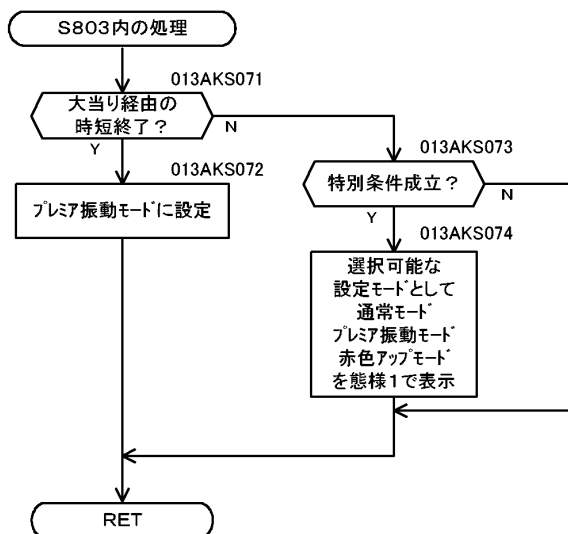 S803内の処理
013AKS071
大当り経由の
時短終了？
N
Y
013AKS072
プレミア振動モードに設定
013AKS073
特別条件成立？
N
Y
013AKS074
選択可能な
設定モードとして
通常モード
プレミア振動モード
赤色アップモード
を態様1で表示
RET